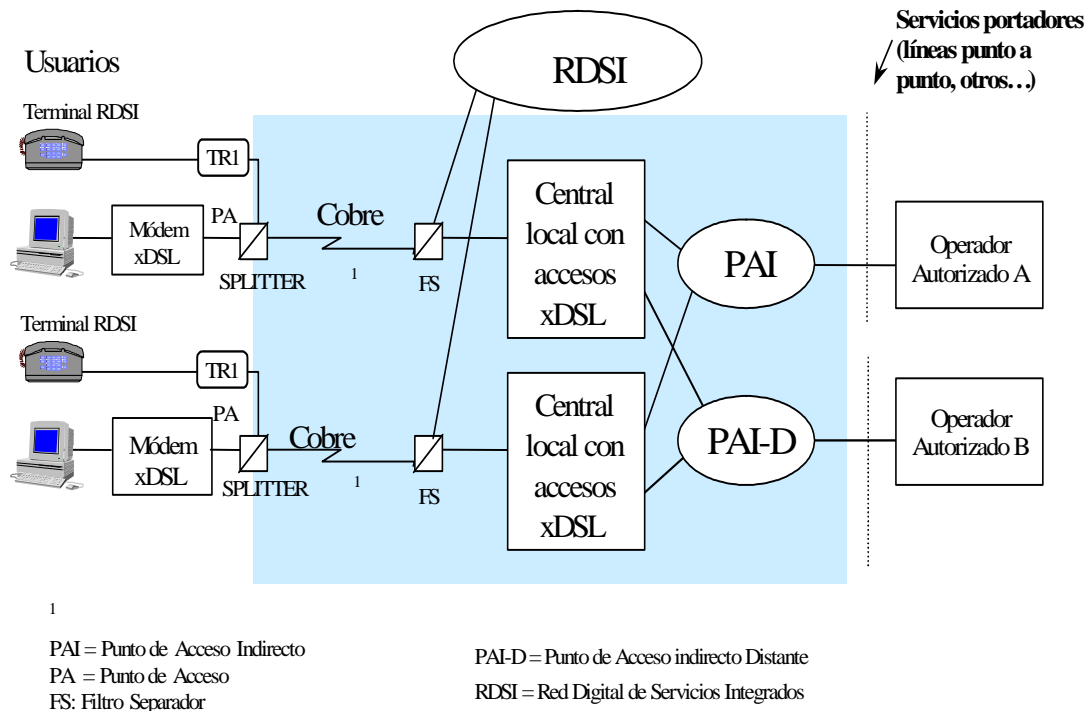 Servicios portadores
(líneas punto a
punto, otros…)
Usuarios
RDSI
Terminal RDSI
TR1
PA
Módem
xDSL
SPLITTER
Cobre
1
FS
Central
local con
accesos
xDSL
PAI
Operador
Autorizado A
Terminal RDSI
TR1
PA
Módem
xDSL
SPLITTER
Cobre
1
FS
Central
local con
accesos
xDSL
PAI-D
Operador
Autorizado B
1
PAI = Punto de Acceso Indirecto
PA = Punto de Acceso
FS: Filtro Separador
PAI-D = Punto de Acceso indirecto Distante
RDSI = Red Digital de Servicios Integrados